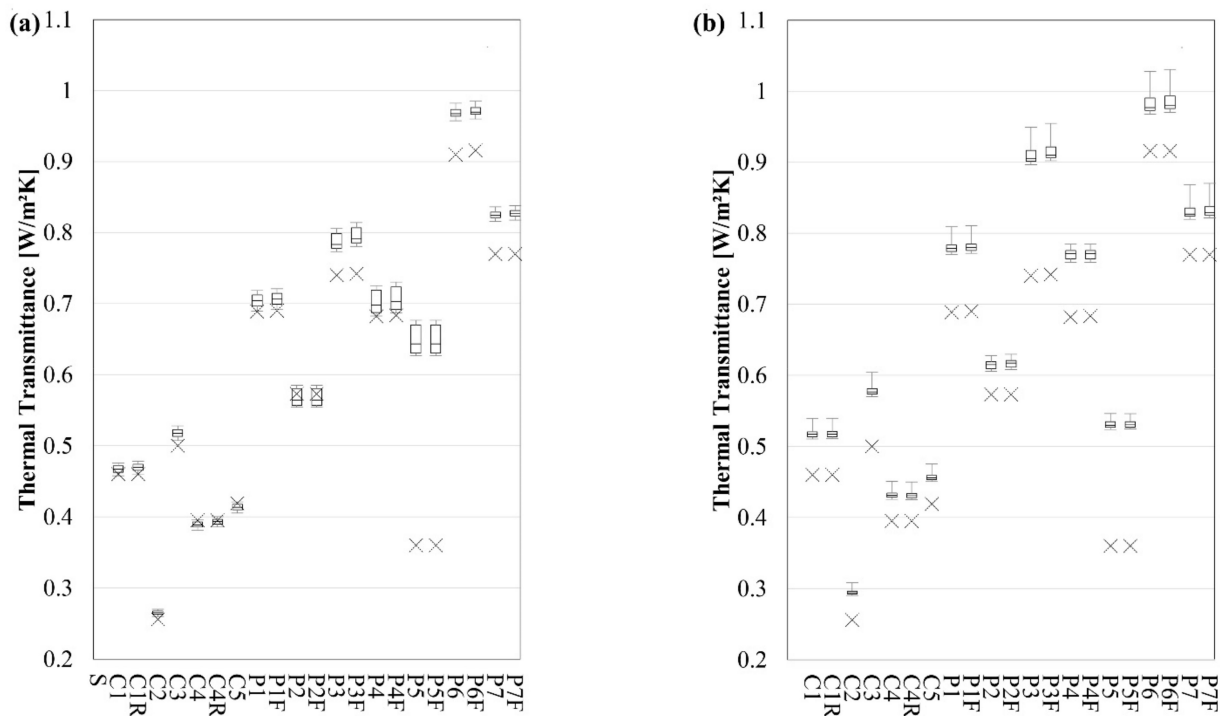 (a)
Thermal Transmittance [W/m²K]
1.1
1
0.9
0.8
0.7
0.6
0.5
0.4
0.3
0.2
S
C1
C1R
C2
C3
C4
C4R
C5
P1
P1F
P2
P2F
P3
P3F
P4
P4F
P5
P5F
P6
P6F
P7
P7F
(b)
Thermal Transmittance [W/m²K]
1.1
1
0.9
0.8
0.7
0.6
0.5
0.4
0.3
0.2
C1
C1R
C2
C3
C4
C4R
C5
P1
P1F
P2
P2F
P3
P3F
P4
P4F
P5
P5F
P6
P6F
P7
P7F